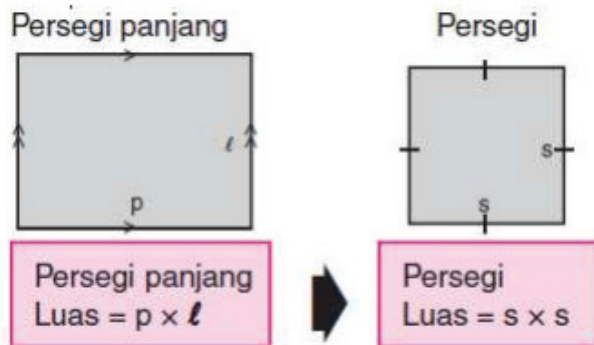 Persegi panjang
ℓ
p
Persegi panjang
Luas = p × ℓ
Persegi
s
s
Persegi
Luas = s × s